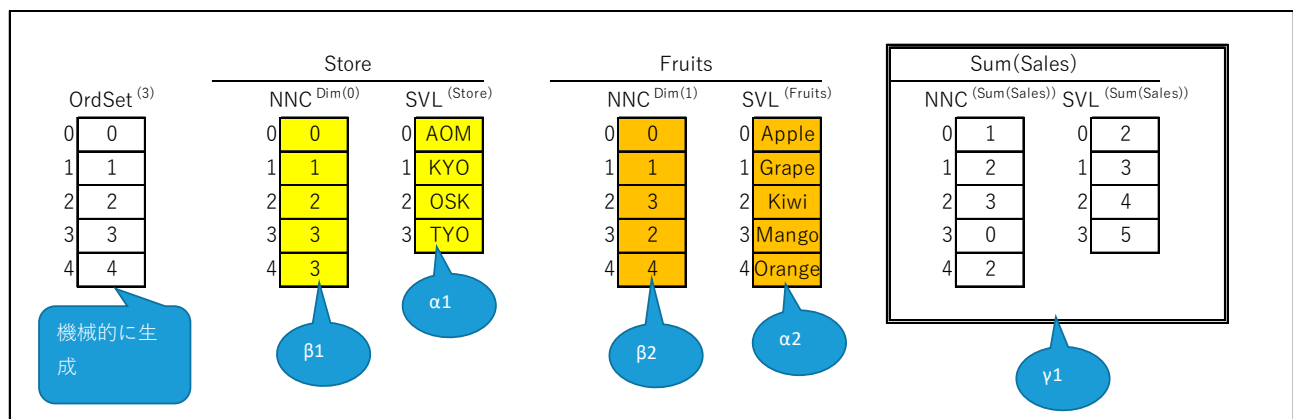 Store Fruits Sum(Sales)
OrdSet (3) NNC Dim(0) SVL (Store) NNC Dim(1) SVL (Fruits) NNC (Sum(Sales)) SVL (Sum(Sales))
0 0 0 0 0 AOM 0 0 0 Apple 0 1 0 2
1 1 1 1 1 KYO 1 1 1 Grape 1 2 1 3
2 2 2 2 2 OSK 2 3 2 Kiwi 2 3 2 4
3 3 3 3 3 TYO 3 2 3 Mango 3 0 3 5
4 4 4 3 4 4 4 Orange 4 2
機械的に生
成
β1
α1
β2
α2
γ1